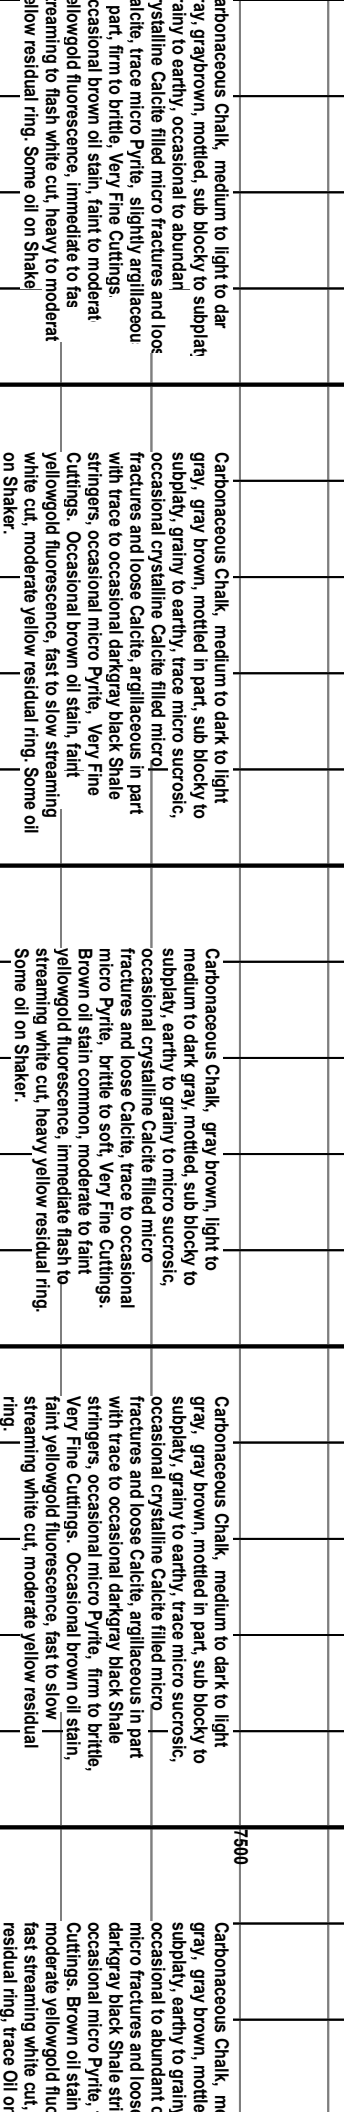 arbonaceous Chalk, medium to light to dar
ay, graybrown, mottled, sub blocky to subplaty
rainy to earthy, occasional to abundan
ystalline Calcite filled micro fractures and loos
alcite, trace micro Pyrite, slightly argillaceou
part, firm to brittle, Very Fine Cuttings.
ccasional brown oil stain, faint to moderat
ellowgold fluorescence, immediate to fas
reaming to flash white cut, heavy to moderat
ellow residual ring. Some oil on Shake
Carbonaceous Chalk, medium to dark to light
gray, gray brown, mottled in part, sub blocky to
subplaty, grainy to earthy, trace micro sucrosic,
occasional crystalline Calcite filled micro
fractures and loose Calcite, argillaceous in part
with trace to occasional darkgray black Shale
stringers, occasional micro Pyrite, Very Fine
Cuttings. Occasional brown oil stain, faint
yellowgold fluorescence, fast to slow streaming
white cut, moderate yellow residual ring. Some oil
on Shaker.
Carbonaceous Chalk, gray brown, light to
medium to dark gray, mottled, sub blocky to
subplaty, earthy to grainy to micro sucrosic,
occasional crystalline Calcite filled micro
fractures and loose Calcite, trace to occasional
micro Pyrite, brittle to soft, Very Fine Cuttings.
Brown oil stain common, moderate to faint
yellowgold fluorescence, immediate flash to
streaming white cut, heavy yellow residual ring.
Some oil on Shaker.
Carbonaceous Chalk, medium to dark to light
gray, gray brown, mottled in part, sub blocky to
subplaty, grainy to earthy, trace micro sucrosic,
occasional crystalline Calcite filled micro
fractures and loose Calcite, argillaceous in part
with trace to occasional darkgray black Shale
stringers, occasional micro Pyrite, firm to brittle,
Very Fine Cuttings. Occasional brown oil stain,
faint yellowgold fluorescence, fast to slow
streaming white cut, moderate yellow residual
ring.
7500
Carbonaceous Chalk, me
gray, gray brown, mottle
subplaty, earthy to grainy
occasional to abundant c
micro fractures and loose
darkgray black Shale stri
occasional micro Pyrite,
Cuttings. Brown oil stain
moderate yellowgold fluo
fast streaming white cut,
residual ring, trace Oil or